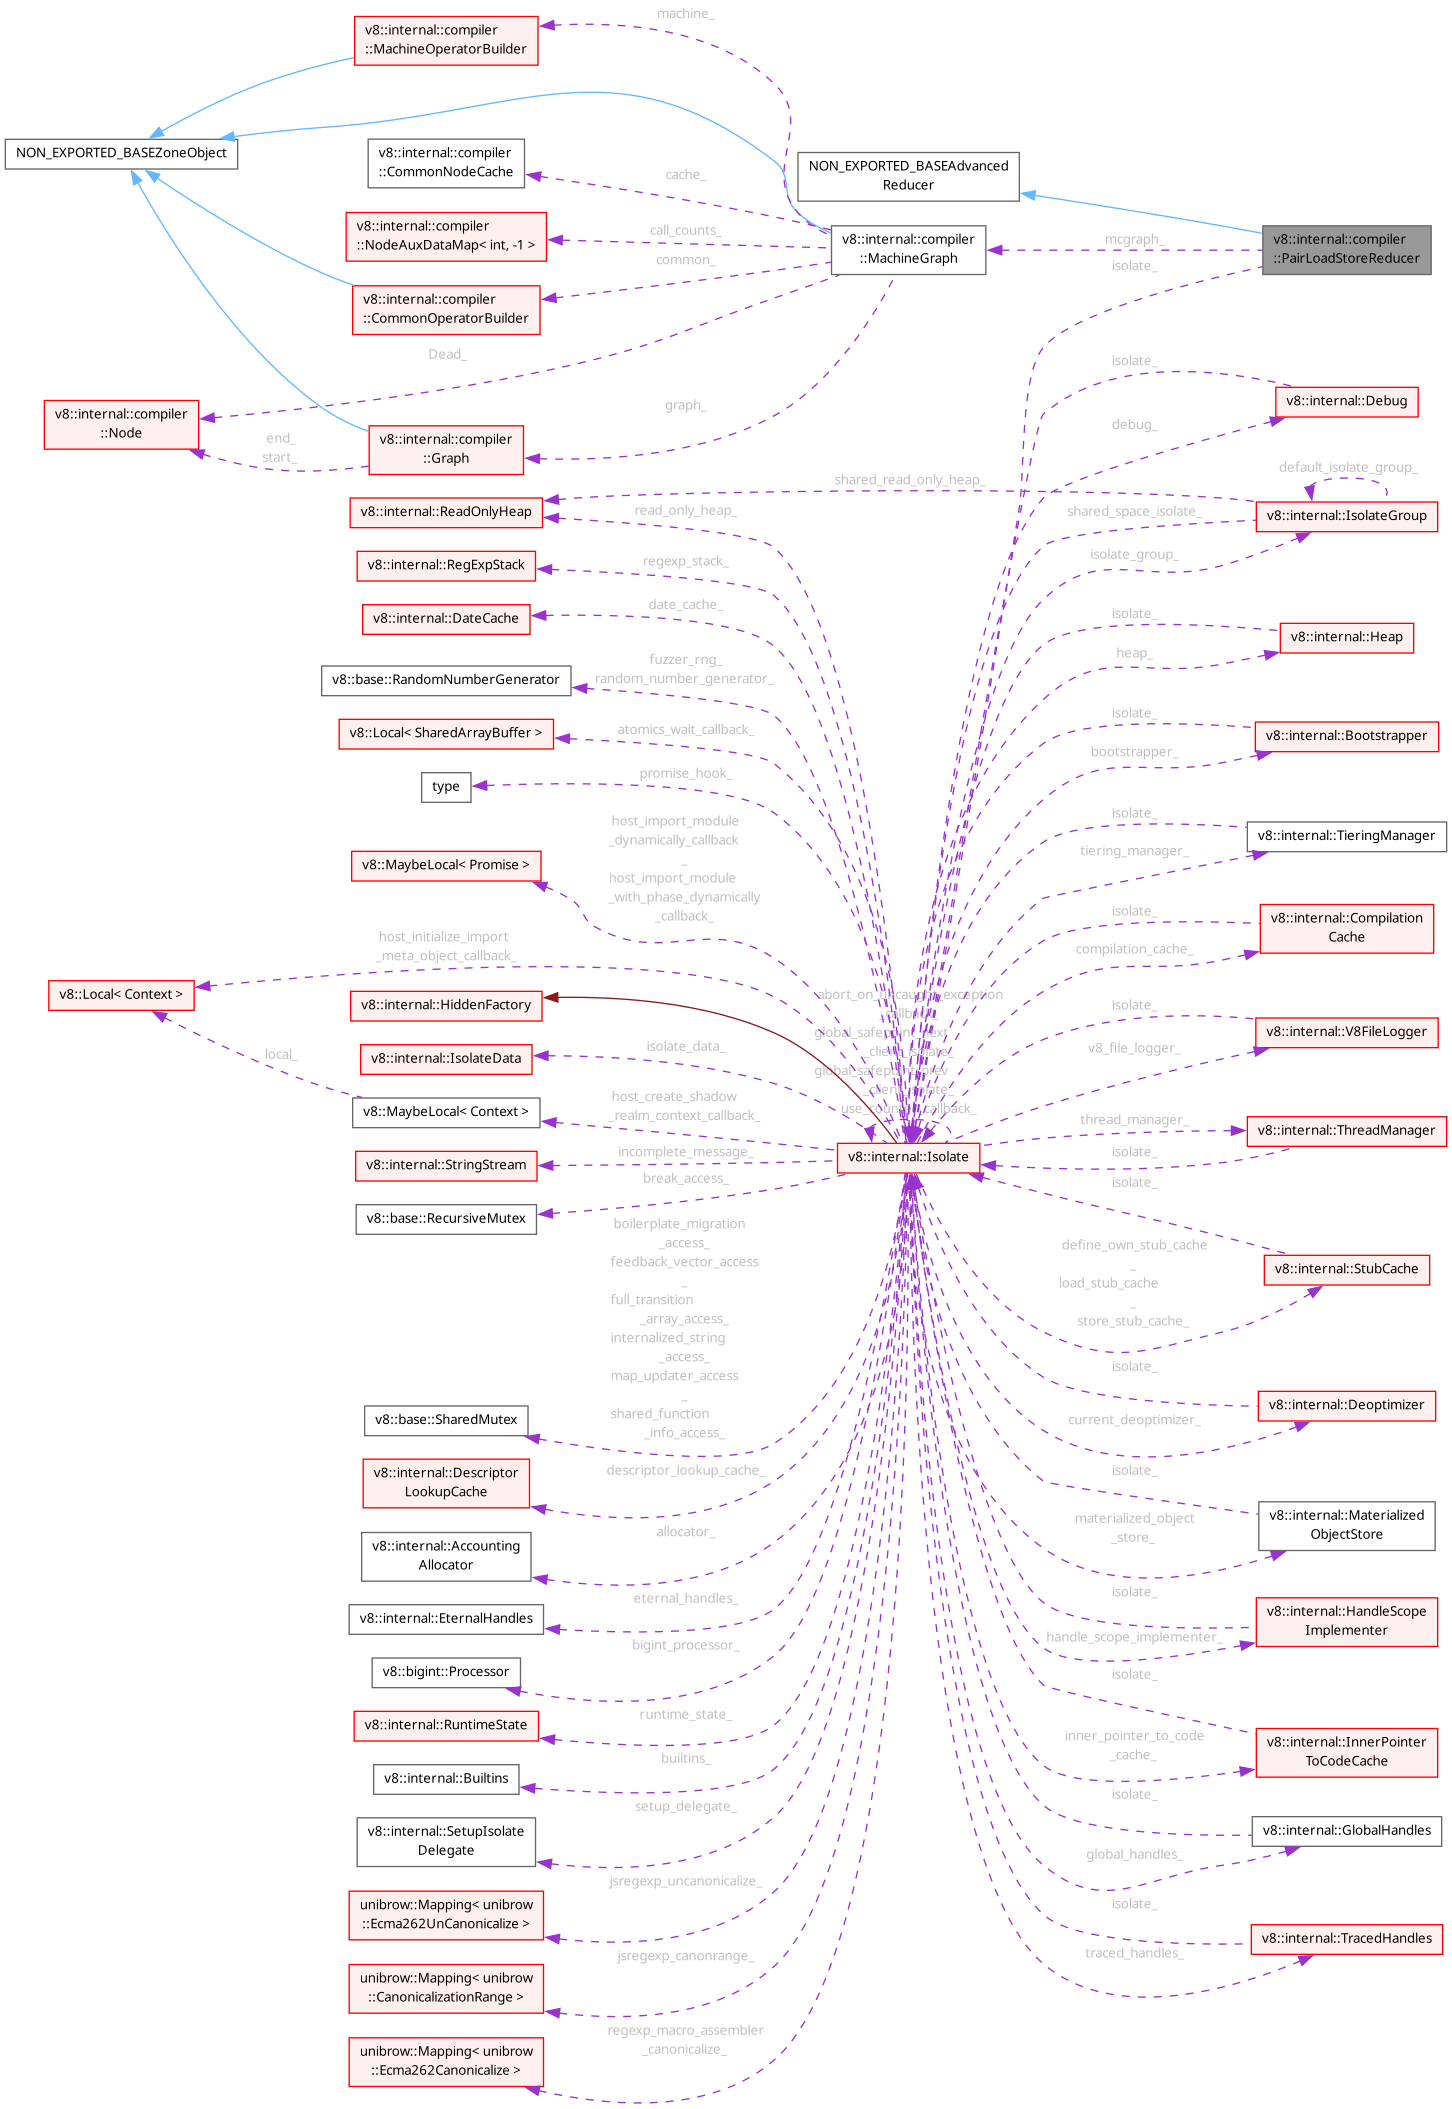 machine_
v8::internal::compiler
::MachineOperatorBuilder
NON_EXPORTED_BASEZoneObject
v8::internal::compiler
::CommonNodeCache
cache_
NON_EXPORTED_BASEAdvanced
Reducer
v8::internal::compiler
::NodeAuxDataMap< int, -1 >
call_counts_
v8::internal::compiler
::MachineGraph
mcgraph_
v8::internal::compiler
::PairLoadStoreReducer
common_
isolate_
v8::internal::compiler
::CommonOperatorBuilder
Dead_
isolate_
v8::internal::Debug
v8::internal::compiler
::Node
graph_
debug_
end_
start_
v8::internal::compiler
::Graph
default_isolate_group_
shared_read_only_heap_
v8::internal::ReadOnlyHeap
read_only_heap_
shared_space_isolate_
v8::internal::IsolateGroup
isolate_group_
v8::internal::RegExpStack
regexp_stack_
v8::internal::DateCache
date_cache_
isolate_
v8::internal::Heap
heap_
fuzzer_rng_
random_number_generator_
v8::base::RandomNumberGenerator
isolate_
v8::Local< SharedArrayBuffer >
atomics_wait_callback_
v8::internal::Bootstrapper
bootstrapper_
type
promise_hook_
isolate_
host_import_module
_dynamically_callback
_
host_import_module
_with_phase_dynamically
_callback_
v8::internal::TieringManager
tiering_manager_
v8::MaybeLocal< Promise >
isolate_
v8::internal::Compilation
Cache
compilation_cache_
host_initialize_import
_meta_object_callback_
v8::Local< Context >
v8::internal::HiddenFactory
abort_on_uncaught_exception
_callback_
global_safepoint_next
_client_isolate_
global_safepoint_prev
_client_isolate_
use_counter_callback_
isolate_
v8::internal::V8FileLogger
v8_file_logger_
local_
v8::internal::IsolateData
isolate_data_
host_create_shadow
_realm_context_callback_
v8::MaybeLocal< Context >
thread_manager_
v8::internal::ThreadManager
isolate_
v8::internal::StringStream
incomplete_message_
v8::internal::Isolate
break_access_
isolate_
v8::base::RecursiveMutex
boilerplate_migration
_access_
feedback_vector_access
_
full_transition
_array_access_
internalized_string
_access_
map_updater_access
_
shared_function
_info_access_
define_own_stub_cache
_
load_stub_cache
_
store_stub_cache_
v8::internal::StubCache
isolate_
v8::base::SharedMutex
v8::internal::Deoptimizer
current_deoptimizer_
v8::internal::Descriptor
LookupCache
descriptor_lookup_cache_
isolate_
v8::internal::Materialized
ObjectStore
materialized_object
_store_
v8::internal::Accounting
Allocator
allocator_
isolate_
v8::internal::EternalHandles
eternal_handles_
v8::internal::HandleScope
Implementer
handle_scope_implementer_
v8::bigint::Processor
bigint_processor_
isolate_
v8::internal::RuntimeState
runtime_state_
inner_pointer_to_code
_cache_
v8::internal::InnerPointer
ToCodeCache
v8::internal::Builtins
builtins_
isolate_
setup_delegate_
v8::internal::SetupIsolate
Delegate
v8::internal::GlobalHandles
global_handles_
jsregexp_uncanonicalize_
unibrow::Mapping< unibrow
::Ecma262UnCanonicalize >
isolate_
v8::internal::TracedHandles
traced_handles_
jsregexp_canonrange_
unibrow::Mapping< unibrow
::CanonicalizationRange >
regexp_macro_assembler
_canonicalize_
unibrow::Mapping< unibrow
::Ecma262Canonicalize >